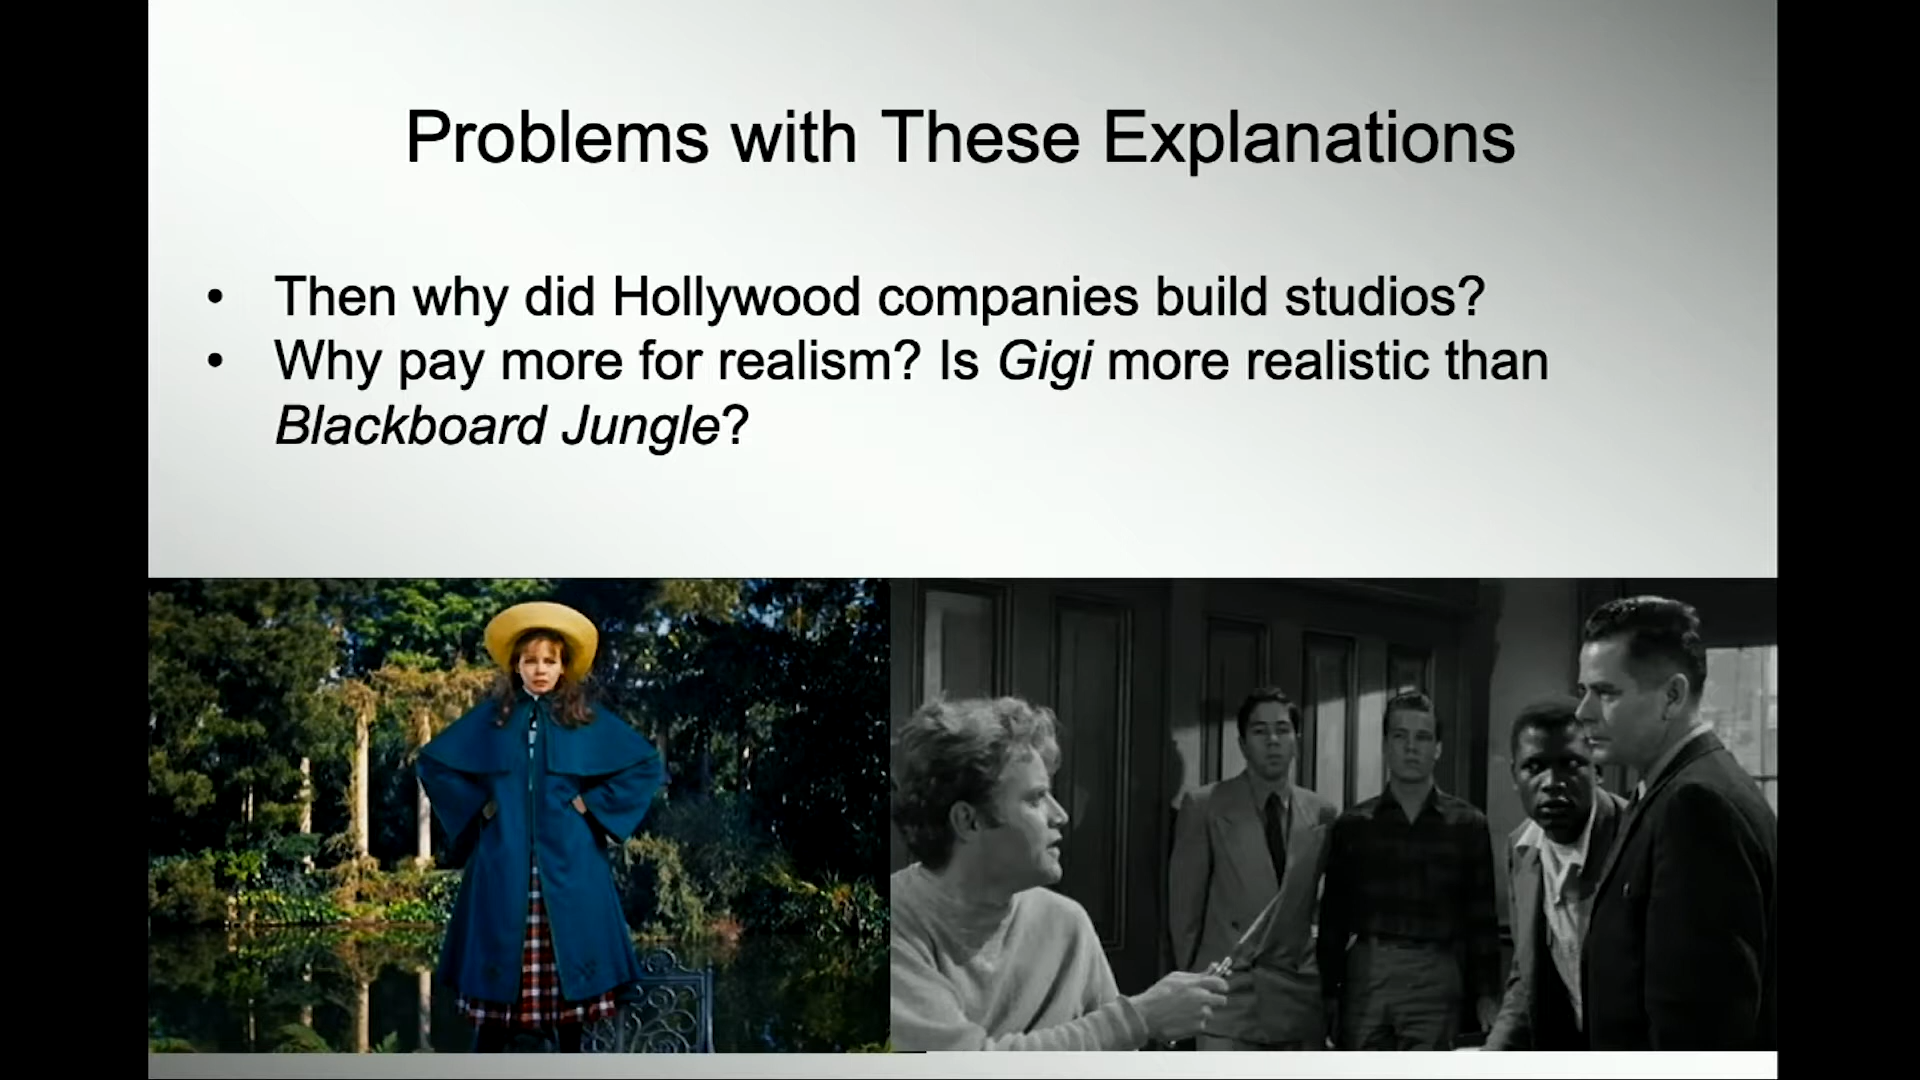 Problems with These Explanations
• Then why did Hollywood companies build studios?
• Why pay more for realism? Is Gigi more realistic than
Blackboard Jungle?